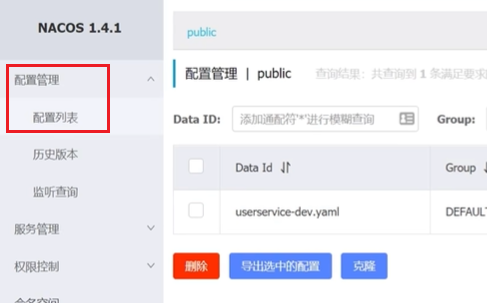 NACOS 1.4.1
配置管理
配置列表
历史版本
监听查询
服务管理
权限控制
命名空间
public
配置管理 | public 查询结果：共查询到 1 条满足要求
Data ID: 添加通配符'*'进行模糊查询 Group:
Data Id Group
userservice-dev.yaml DEFAULT
删除 导出选中的配置 克隆